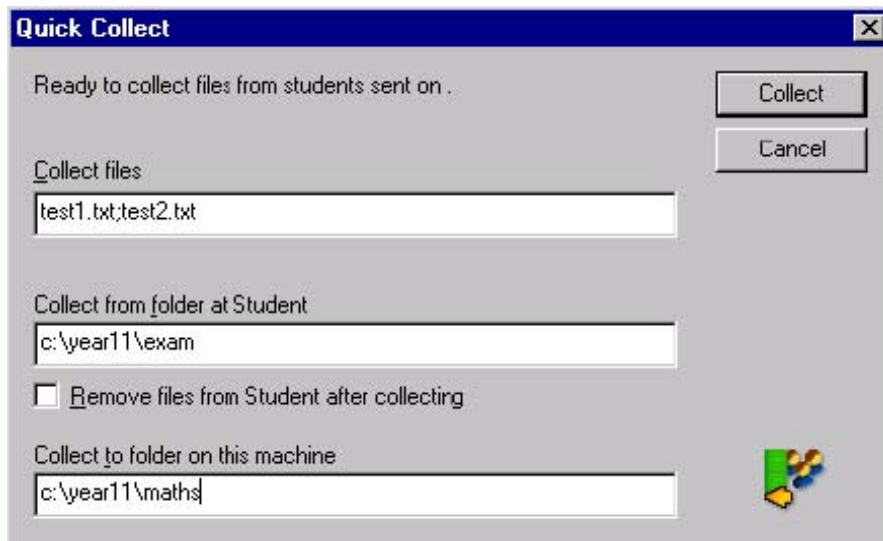 Quick Collect
Ready to collect files from students sent on .
Collect
Cancel
Collect files
test1.txt;test2.txt
Collect from folder at Student
c:\year11\exam
Remove files from Student after collecting
Collect to folder on this machine
c:\year11\maths